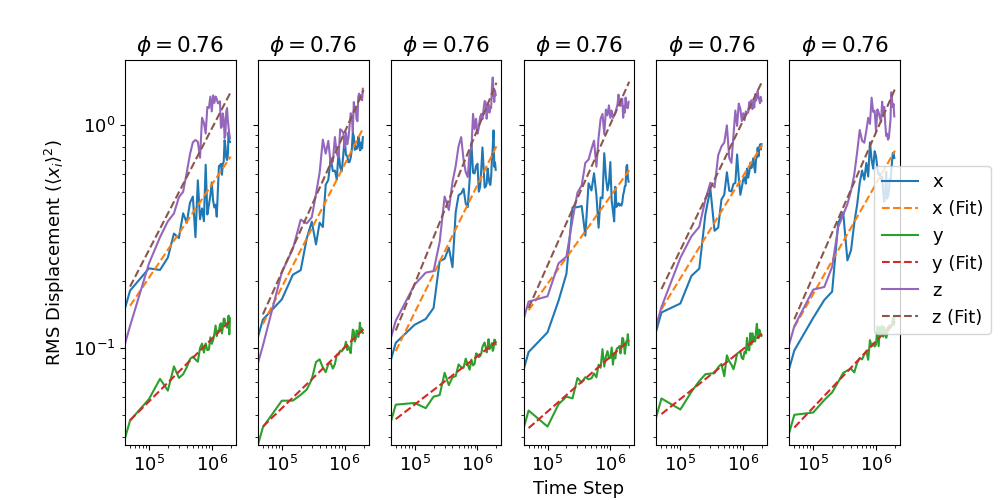 ϕ = 0.76 ϕ = 0.76 ϕ = 0.76 ϕ = 0.76 ϕ = 0.76 ϕ = 0.76
RMS Displacement (⟨xᵢ⟩²)
10⁰
10⁻¹
x
x (Fit)
y
y (Fit)
z
z (Fit)
10⁵ 10⁶ 10⁵ 10⁶ 10⁵ 10⁶ 10⁵ 10⁶ 10⁵ 10⁶ 10⁵ 10⁶
Time Step